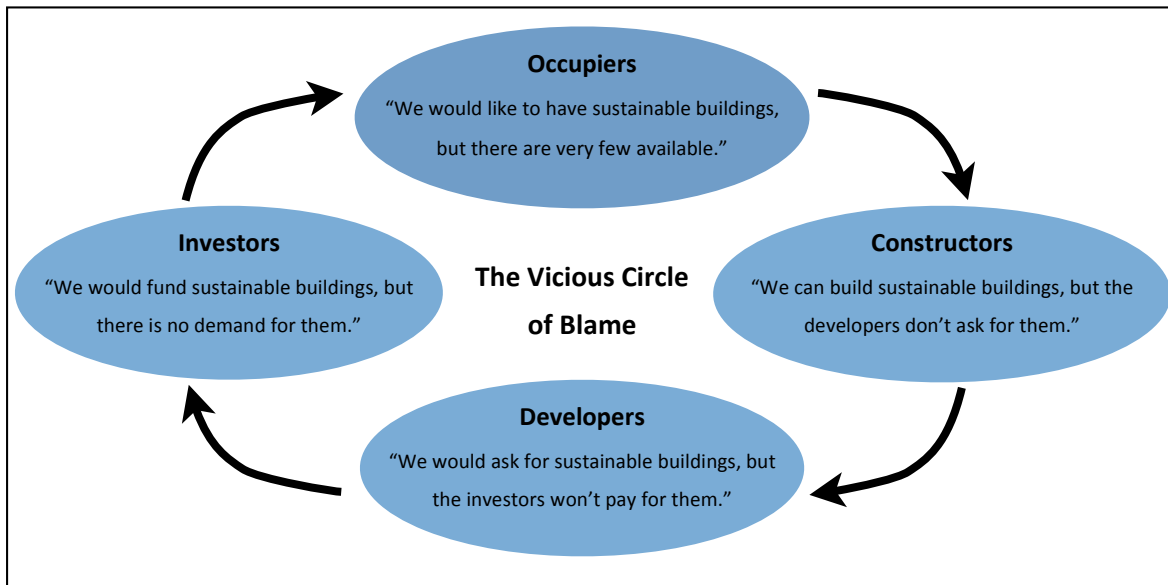 Occupiers
“We would like to have sustainable buildings,
but there are very few available.”
Investors
“We would fund sustainable buildings, but
there is no demand for them.”
The Vicious Circle
of Blame
Constructors
“We can build sustainable buildings, but the
developers don’t ask for them.”
Developers
“We would ask for sustainable buildings, but
the investors won’t pay for them.”